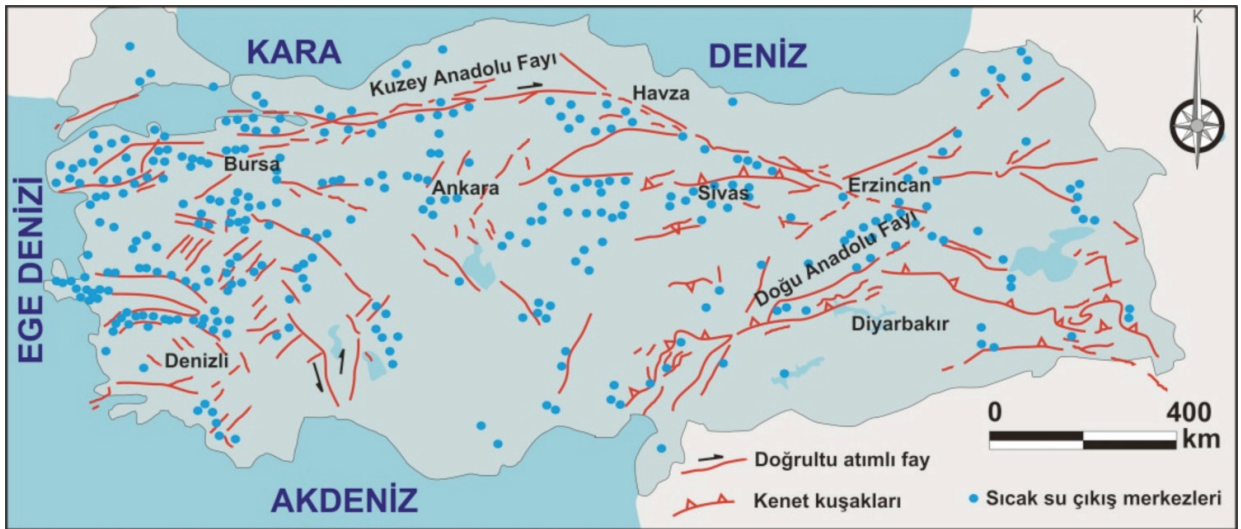 KARA DENİZ
K
Kuzey Anadolu Fayı
Havza
Bursa
Ankara
Sivas
Erzincan
EGE DENİZİ
Doğu Anadolu Fayı
Diyarbakır
Denizli
0 400
km
Doğrultu atımlı fay
Kenet kuşakları
Sıcak su çıkış merkezleri
AKDENİZ